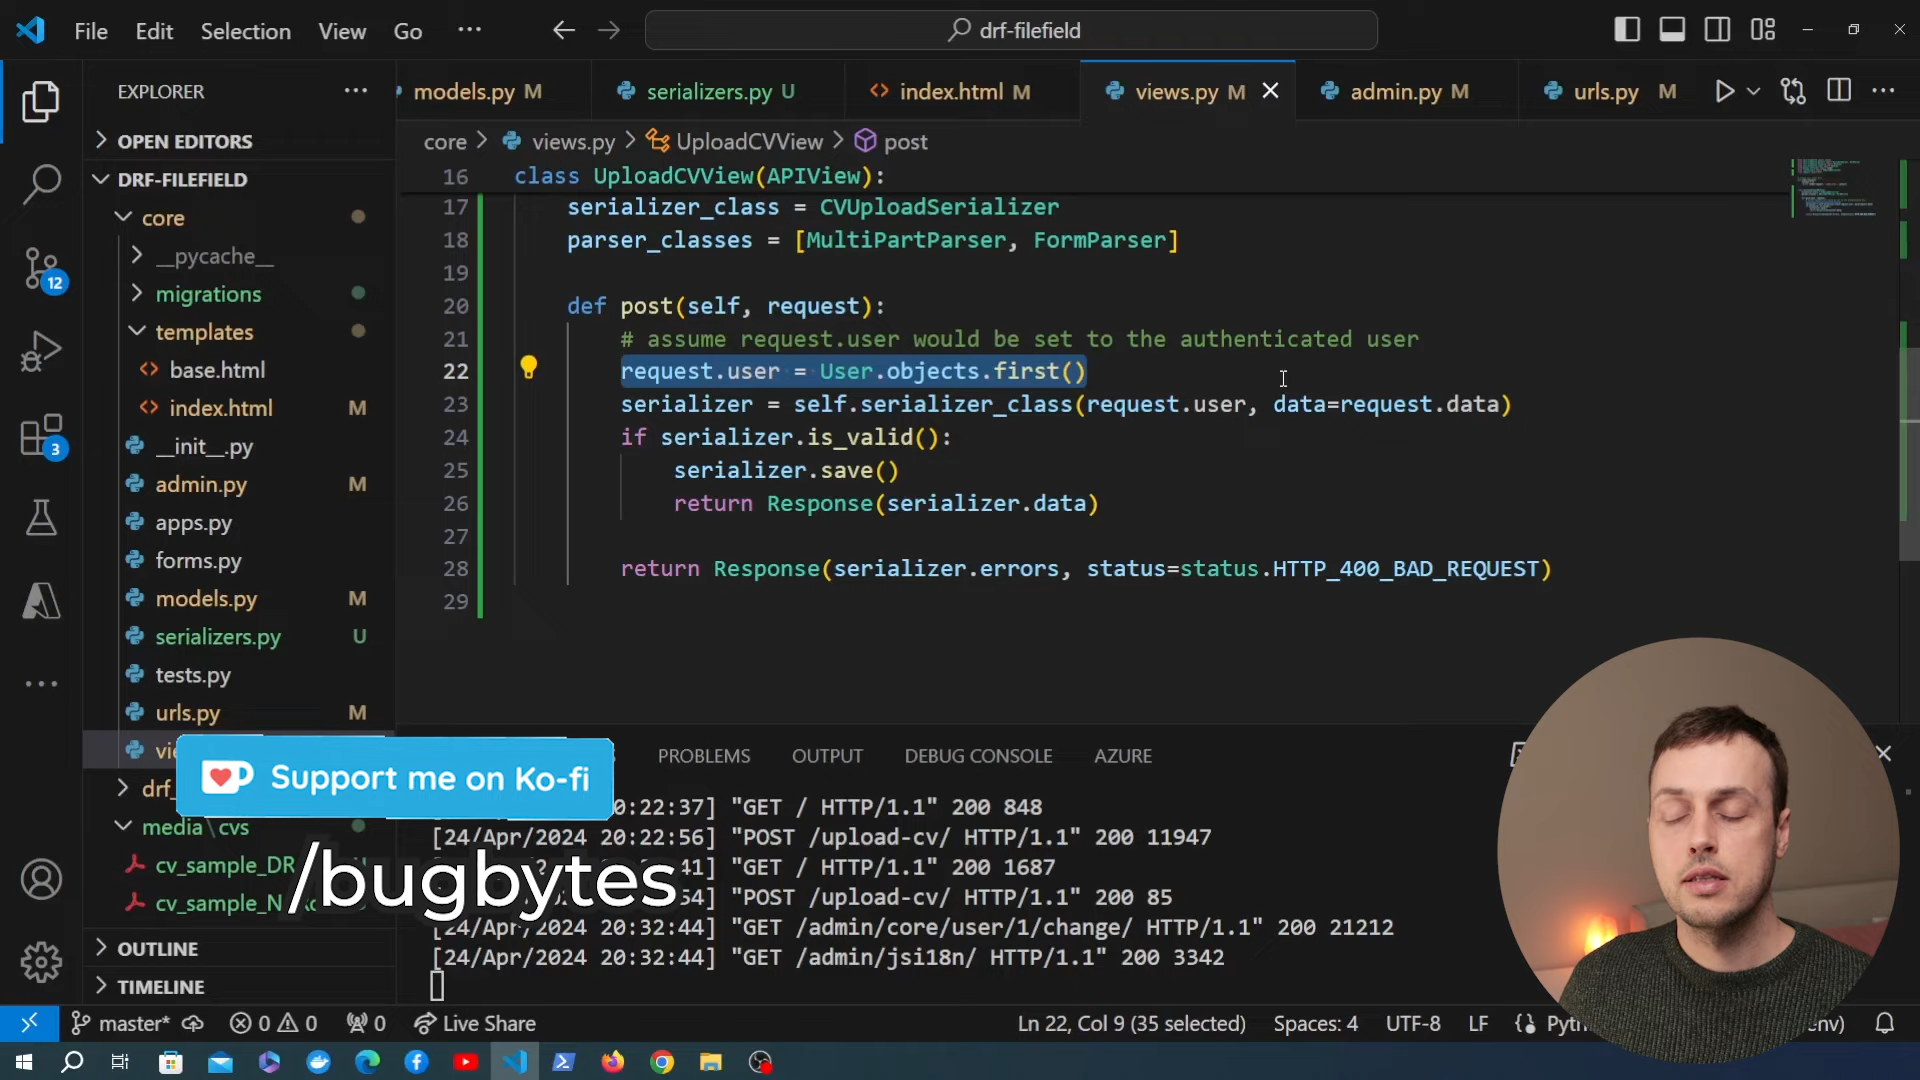 File Edit Selection View Go ··· drf-filefield
EXPLORER ···
models.py M serializers.py U index.html M views.py M admin.py M urls.py M ···
core > views.py > UploadCVView > post
OPEN EDITORS
DRF-FILEFIELD
core
__pycache__
migrations
templates
base.html
index.html M
__init__.py
admin.py M
apps.py
forms.py
models.py M
serializers.py U
tests.py
urls.py M
drf_
media \ cvs
cv_sample_DR
cv_sample_N
OUTLINE
TIMELINE
12
3
16 class UploadCVView(APIView):
17 serializer_class = CVUploadSerializer
18 parser_classes = [MultiPartParser, FormParser]
19
20 def post(self, request):
21 # assume request.user would be set to the authenticated user
22 request.user = User.objects.first()
23 serializer = self.serializer_class(request.user, data=request.data)
24 if serializer.is_valid():
25 serializer.save()
26 return Response(serializer.data)
27
28 return Response(serializer.errors, status=status.HTTP_400_BAD_REQUEST)
29
PROBLEMS OUTPUT DEBUG CONSOLE AZURE
0:22:37] "GET / HTTP/1.1" 200 848
[24/Apr/2024 20:22:56] "POST /upload-cv/ HTTP/1.1" 200 11947
41] "GET / HTTP/1.1" 200 1687
54] "POST /upload-cv/ HTTP/1.1" 200 85
[24/Apr/2024 20:32:44] "GET /admin/core/user/1/change/ HTTP/1.1" 200 21212
[24/Apr/2024 20:32:44] "GET /admin/jsi18n/ HTTP/1.1" 200 3342
Support me on Ko-fi
/bugbytes
master* 0 0 0 Live Share Ln 22, Col 9 (35 selected) Spaces: 4 UTF-8 LF